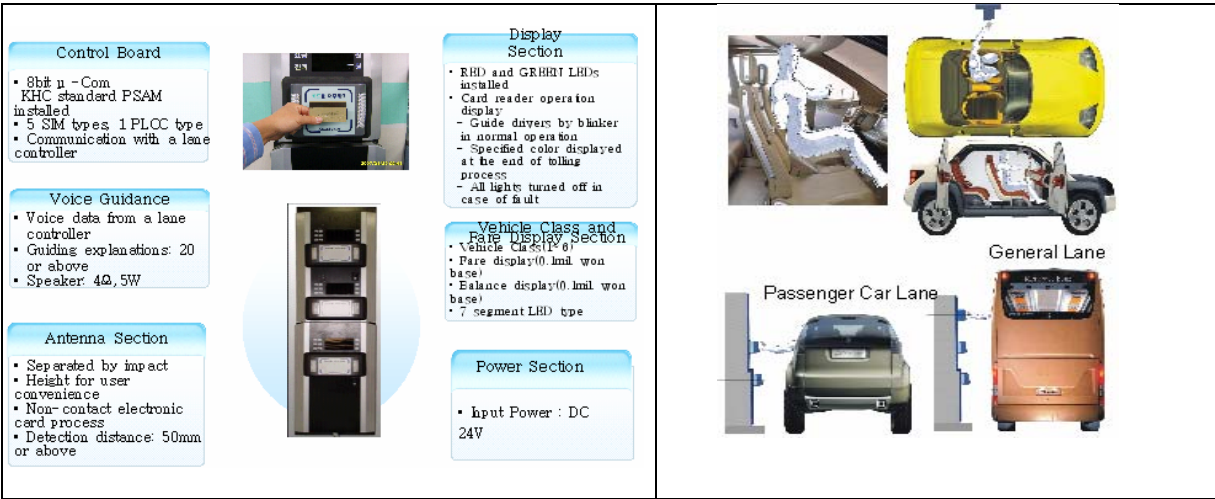 Control Board
▪ 8bit μ -Com
KHC standard PSAM
installed
▪ 5 SIM types, 1 PLCC type
▪ Communication with a lane
controller
Voice Guidance
▪ Voice data from a lane
controller
▪ Guiding explanations: 20
or above
▪ Speaker: 4Ω, 5W
Antenna Section
▪ Separated by impact
▪ Height for user
convenience
▪ Non-contact electronic
card process
▪ Detection distance: 50mm
or above
Display
Section
▪ RED and GREEN LEDs
installed
▪ Card reader operation
display
- Guide drivers by blinker
in normal operation
- Specified color displayed
at the end of tolling
process
- All lights turned off in
case of fault
Vehicle Class and
Fare Display Section
▪ Vehicle Class(1~6)
▪ Fare display(0.1mil. won
base)
▪ Balance display(0.1mil. won
base)
▪ 7 segment LED type
Power Section
▪ Input Power : DC
24V
General Lane
Passenger Car Lane